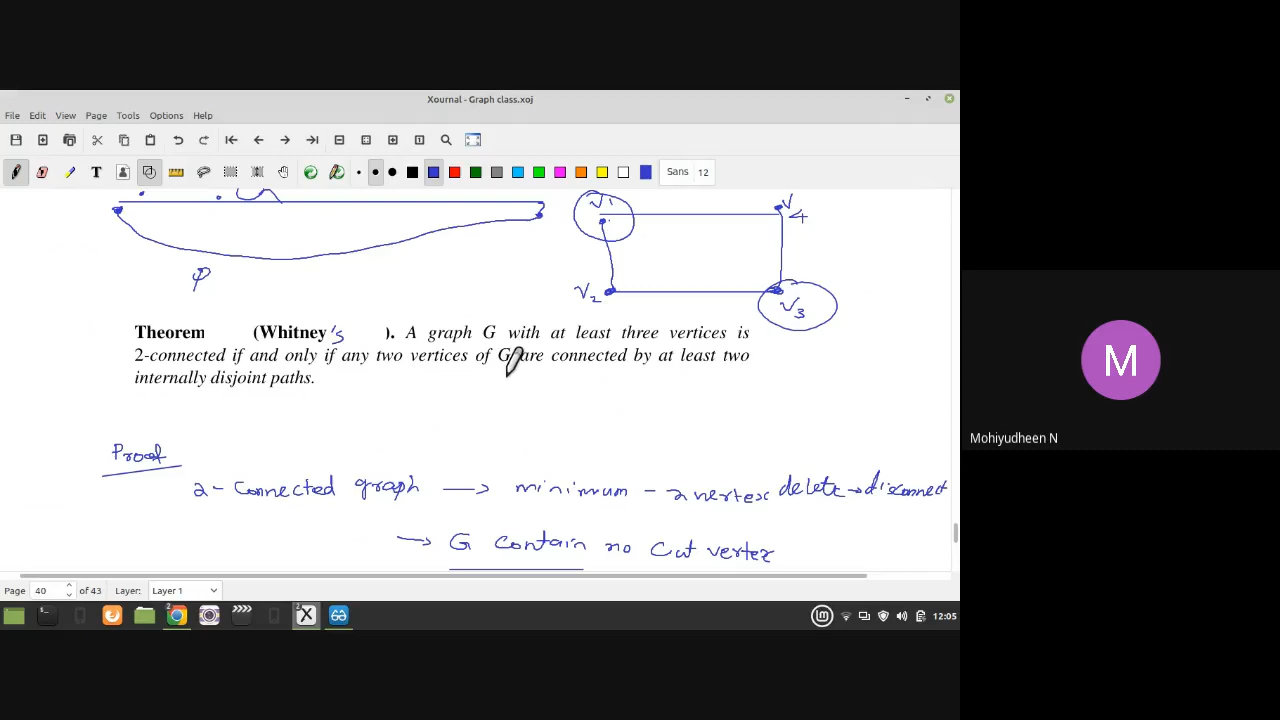 Xournal - Graph class.xoj
File Edit View Page Tools Options Help
Sans 12
V1
V4
φ
V2
V3
Theorem (Whitney's ). A graph G with at least three vertices is
2-connected if and only if any two vertices of G are connected by at least two
internally disjoint paths.
Proof
2- Connected graph → minimum - 2 vertex delete → disconnect
→ G contain no Cut vertex
M
Mohiyudheen N
Page 40 of 43 Layer: Layer 1
12:05